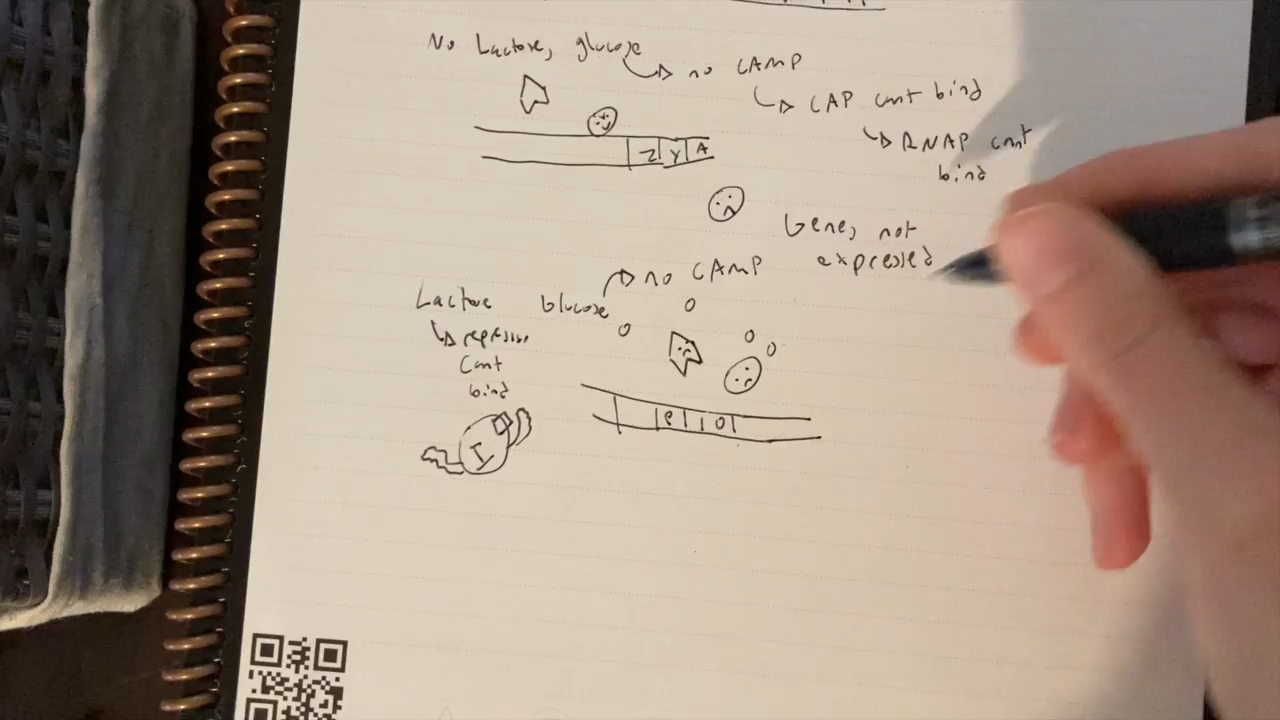 No Lactose, glucose
no CAMP
CAP cant bind
RNAP cant
bind
Z Y A
Genes not
expressed
no CAMP
Lactose Glucose
repressor
Cant
bind
P O
I